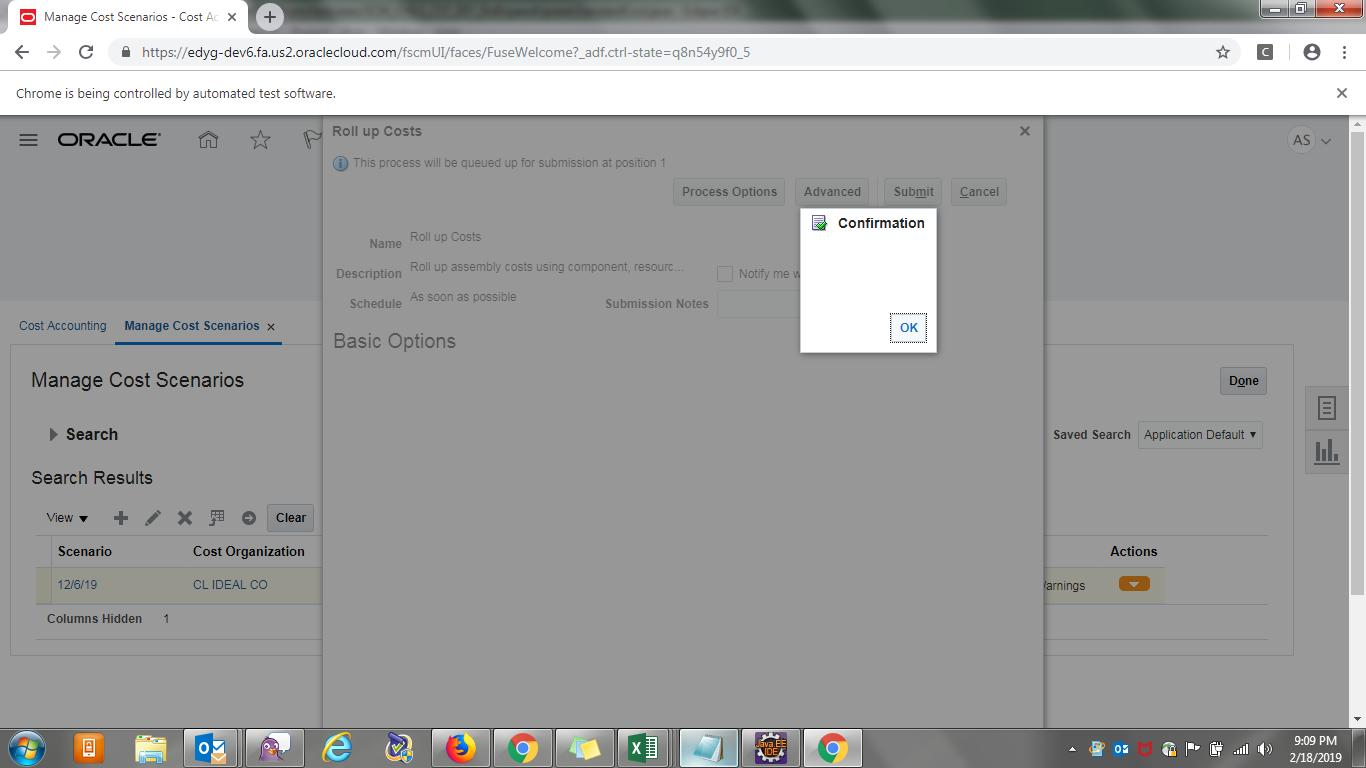 Manage Cost Scenarios - Cost Ac
https://edyg-dev6.fa.us2.oraclecloud.com/fscmUI/faces/FuseWelcome?_adf.ctrl-state=q8n54y9f0_5
C
Chrome is being controlled by automated test software.
ORACLE
AS
Roll up Costs
This process will be queued up for submission at position 1
Process Options Advanced Submit Cancel
Confirmation
OK
Name Roll up Costs
Description Roll up assembly costs using component, resourc... Notify me w
Schedule As soon as possible Submission Notes
Basic Options
Cost Accounting Manage Cost Scenarios
Manage Cost Scenarios Done
Search
Saved Search Application Default
Search Results
View Clear
Scenario Cost Organization Actions
12/6/19 CL IDEAL CO Warnings
Columns Hidden 1
Java EE
IDE
9:09 PM
2/18/2019